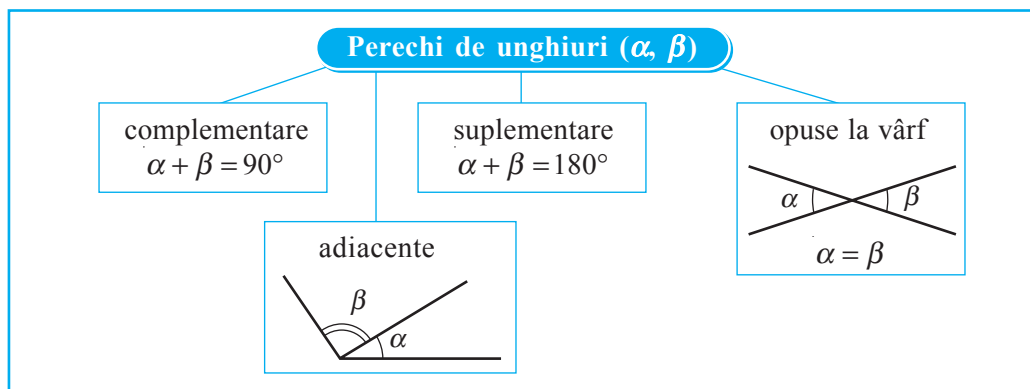 Perechi de unghiuri (α, β)
complementare
α + β = 90°
suplementare
α + β = 180°
opuse la vârf
α β
α = β
adiacente
β
α